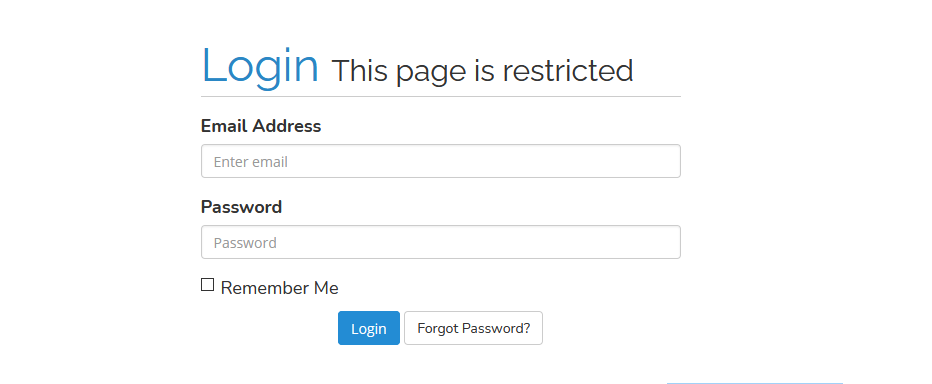 Login This page is restricted
Email Address
Enter email
Password
Password
Remember Me
Login Forgot Password?